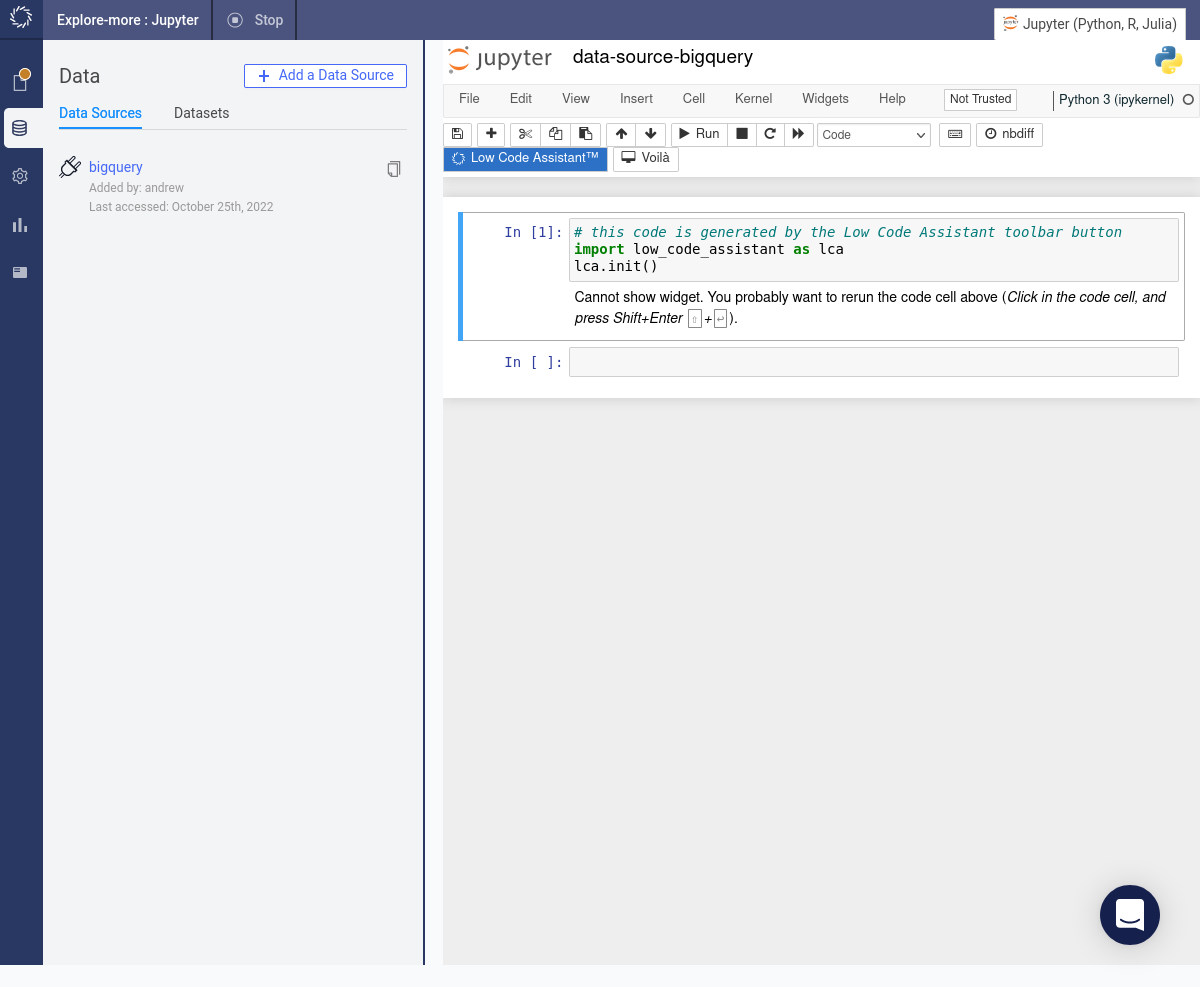 Explore-more : Jupyter
Stop
Jupyter (Python, R, Julia)
Data
Add a Data Source
Data Sources
Datasets
bigquery
Added by: andrew
Last accessed: October 25th, 2022
jupyter
data-source-bigquery
File Edit View Insert Cell Kernel Widgets Help
Not Trusted
Python 3 (ipykernel)
Run
Code
nbdiff
Low Code Assistant™
Voilà
In [1]:
# this code is generated by the Low Code Assistant toolbar button
import low_code_assistant as lca
lca.init()
Cannot show widget. You probably want to rerun the code cell above (Click in the code cell, and
press Shift+Enter ⇧+↩).
In [ ]: